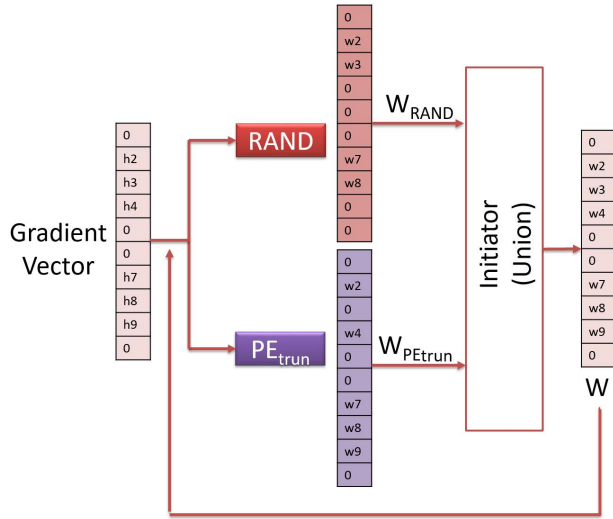 Gradient
Vector
0
h2
h3
h4
0
0
h7
h8
h9
0
RAND
PEtrun
0
w2
w3
0
0
0
w7
w8
0
0
0
w2
0
w4
0
0
w7
w8
w9
0
WRAND
WPEtrun
Initiator
(Union)
0
w2
w3
w4
0
0
w7
w8
w9
0
W